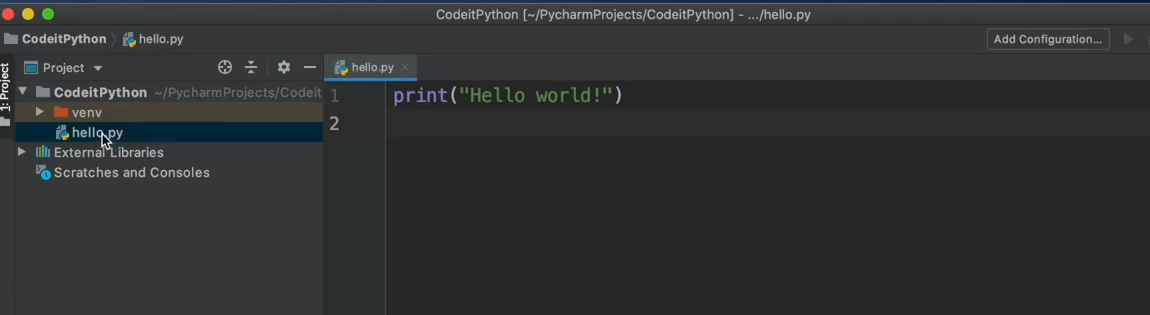 CodeitPython [~/PycharmProjects/CodeitPython] - .../hello.py
CodeitPython hello.py
Add Configuration...
1: Project
Project
hello.py
CodeitPython ~/PycharmProjects/Codeit
venv
hello.py
External Libraries
Scratches and Consoles
1 print("Hello world!")
2